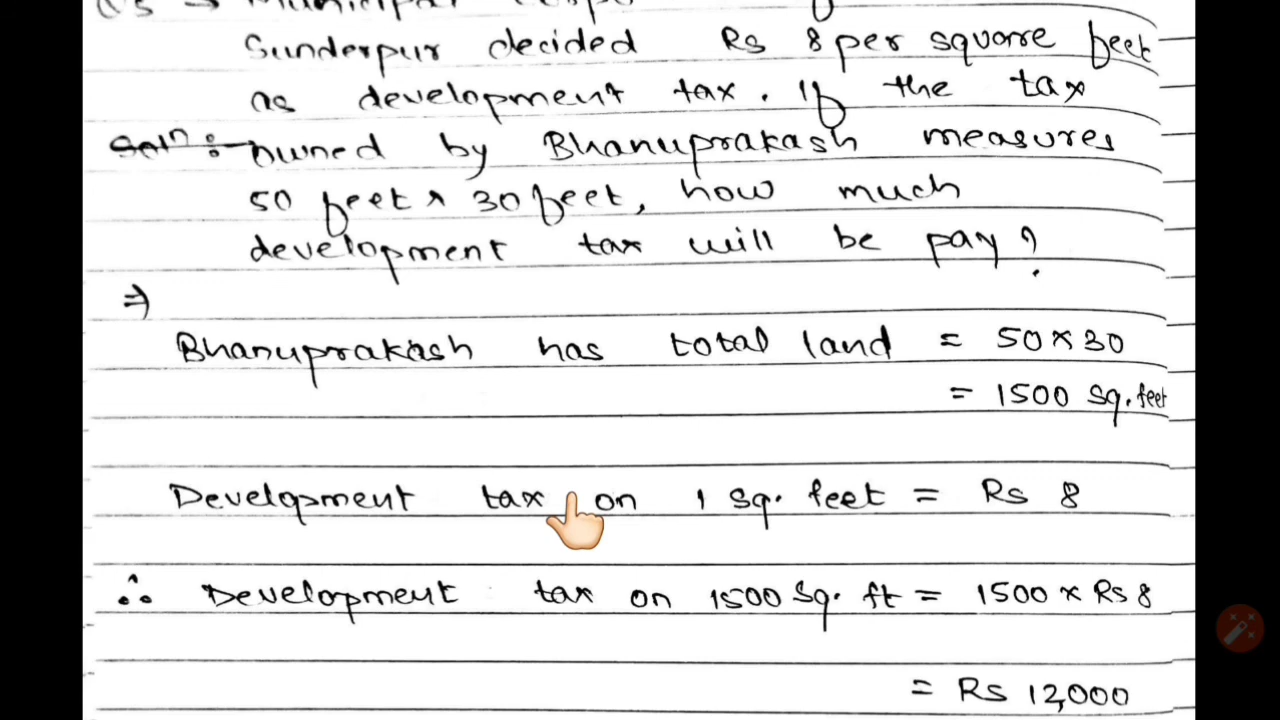 Sunderpur decided Rs 8 per square feet
as development tax. If the tax
Soln :- owned by Bhanuprakash measures
50 feet x 30 feet, how much
development tax will be pay?
⇒
Bhanuprakash has total land = 50 x 30
= 1500 Sq. feet
Development tax on 1 Sq. feet = Rs 8
∴ Development tax on 1500 Sq. ft = 1500 x Rs 8
= Rs 12,000